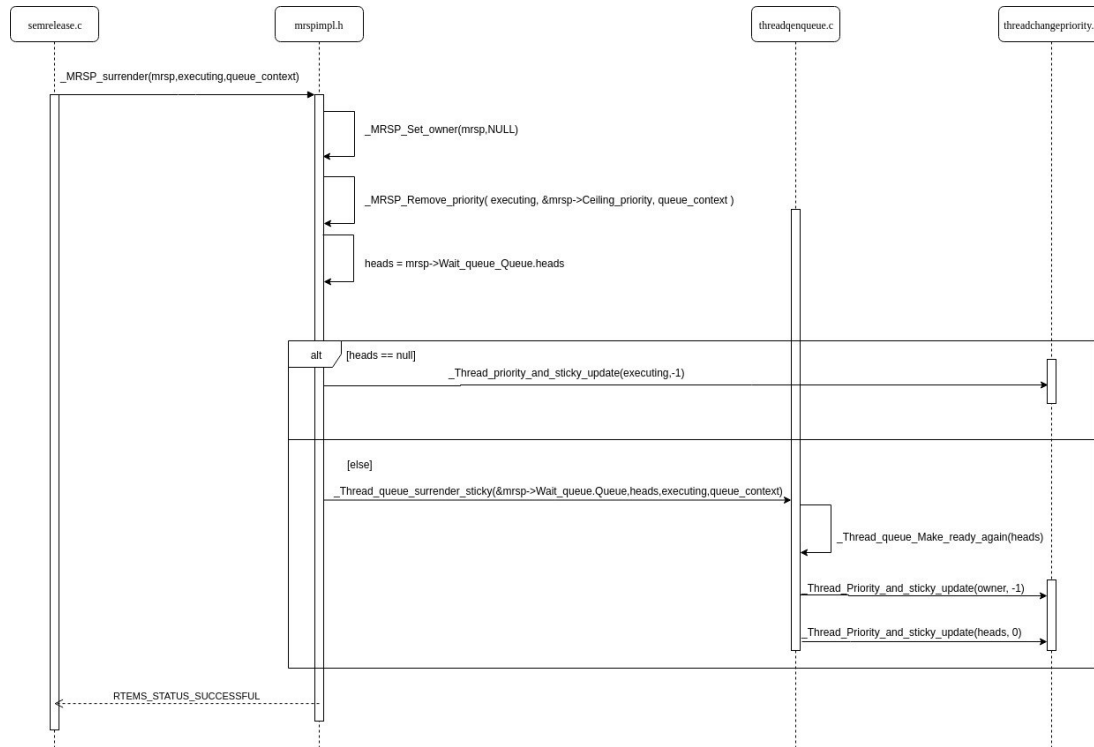 semrelease.c
mrspimpl.h
threadqenqueue.c
threadchangepriority.
_MRSP_surrender(mrsp,executing,queue_context)
_MRSP_Set_owner(mrsp,NULL)
_MRSP_Remove_priority( executing, &mrsp->Ceiling_priority, queue_context )
heads = mrsp->Wait_queue_Queue.heads
alt
[heads == null]
_Thread_priority_and_sticky_update(executing,-1)
[else]
_Thread_queue_surrender_sticky(&mrsp->Wait_queue.Queue,heads,executing,queue_context)
_Thread_queue_Make_ready_again(heads)
_Thread_Priority_and_sticky_update(owner, -1)
_Thread_Priority_and_sticky_update(heads, 0)
RTEMS_STATUS_SUCCESSFUL